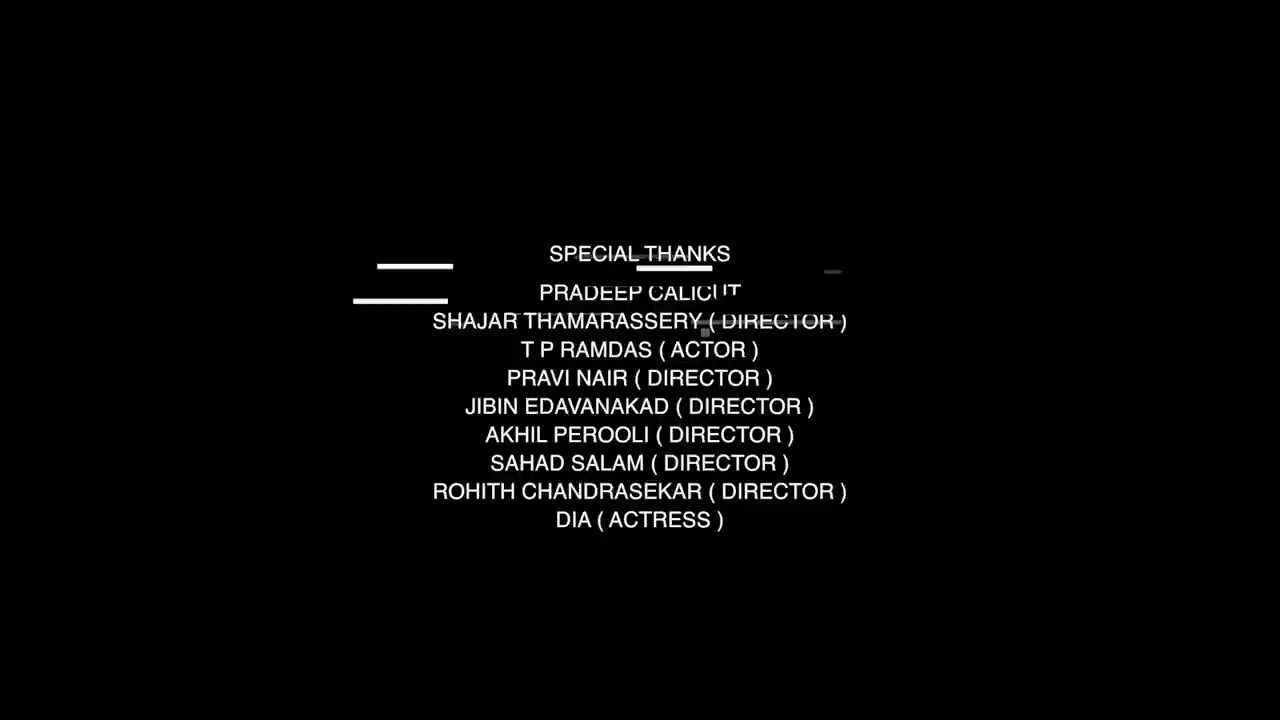 SPECIAL THANKS
PRADEEP CALICUT
SHAJAR THAMARASSERY ( DIRECTOR )
T P RAMDAS ( ACTOR )
PRAVI NAIR ( DIRECTOR )
JIBIN EDAVANAKAD ( DIRECTOR )
AKHIL PEROOLI ( DIRECTOR )
SAHAD SALAM ( DIRECTOR )
ROHITH CHANDRASEKAR ( DIRECTOR )
DIA ( ACTRESS )